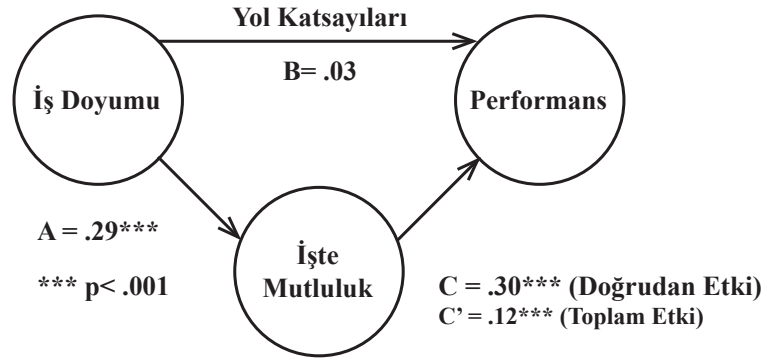 Yol Katsayıları
B= .03
İş Doyumu
Performans
A = .29***
*** p< .001
İşte
Mutluluk
C = .30*** (Doğrudan Etki)
C’ = .12*** (Toplam Etki)